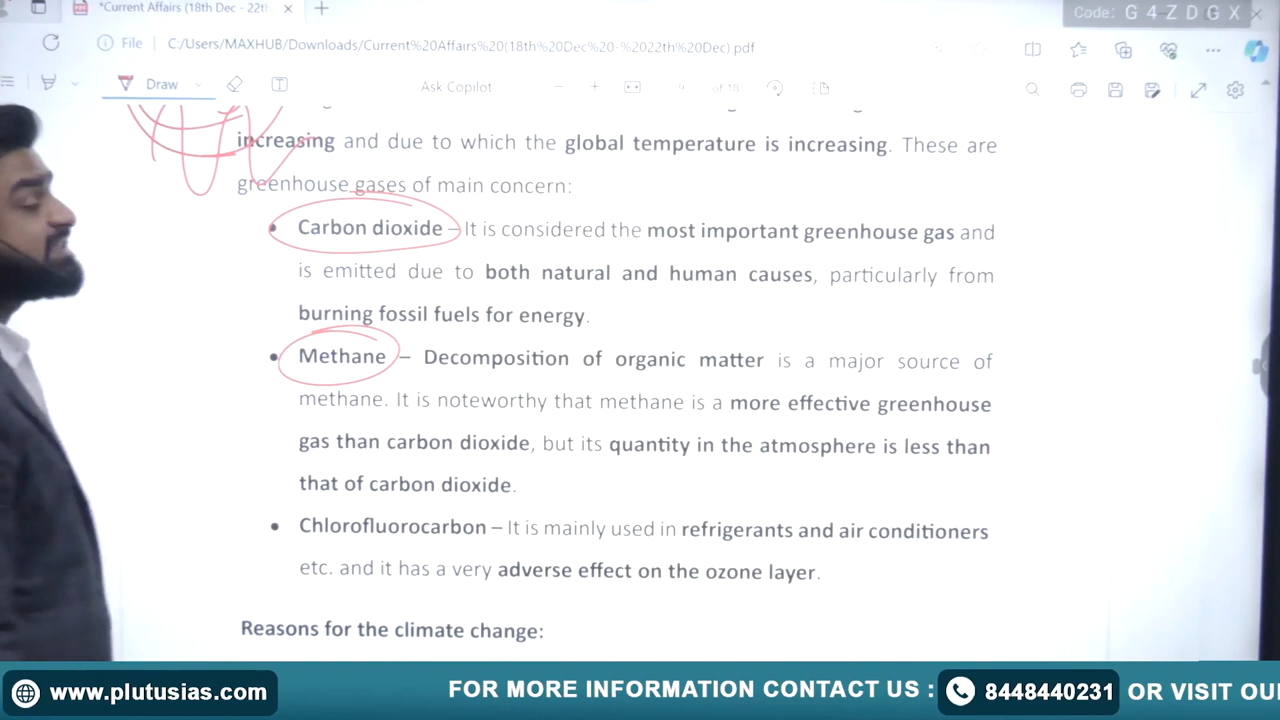 *Current Affairs (18th Dec - 22th
Code: G 4 Z D G X
File
C:/Users/MAXHUB/Downloads/Current%20Affairs%20(18th%20Dec%20-%2022th%20Dec).pdf
Draw
Ask Copilot
9 of 18
increasing and due to which the global temperature is increasing. These are
greenhouse gases of main concern:
• Carbon dioxide – It is considered the most important greenhouse gas and
is emitted due to both natural and human causes, particularly from
burning fossil fuels for energy.
• Methane – Decomposition of organic matter is a major source of
methane. It is noteworthy that methane is a more effective greenhouse
gas than carbon dioxide, but its quantity in the atmosphere is less than
that of carbon dioxide.
• Chlorofluorocarbon – It is mainly used in refrigerants and air conditioners
etc. and it has a very adverse effect on the ozone layer.
Reasons for the climate change:
www.plutusias.com
FOR MORE INFORMATION CONTACT US :
8448440231
OR VISIT OUR